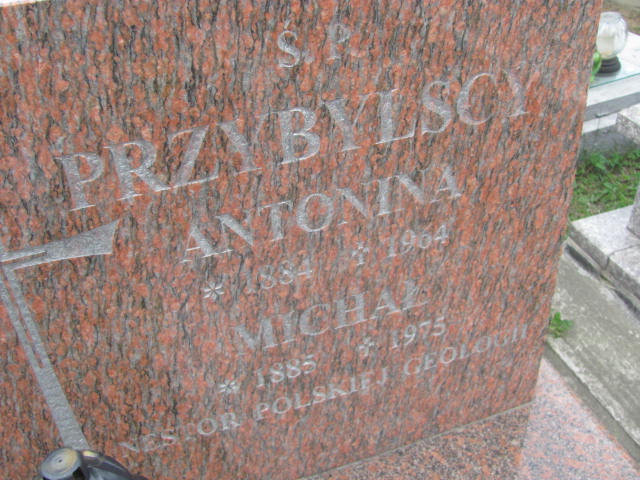 Ś. P.
PRZYBYLSCY
ANTONINA
* 1884 ✝ 1964
MICHAŁ
* 1885 ✝ 1975
NESTOR POLSKIEJ GEOLOGII